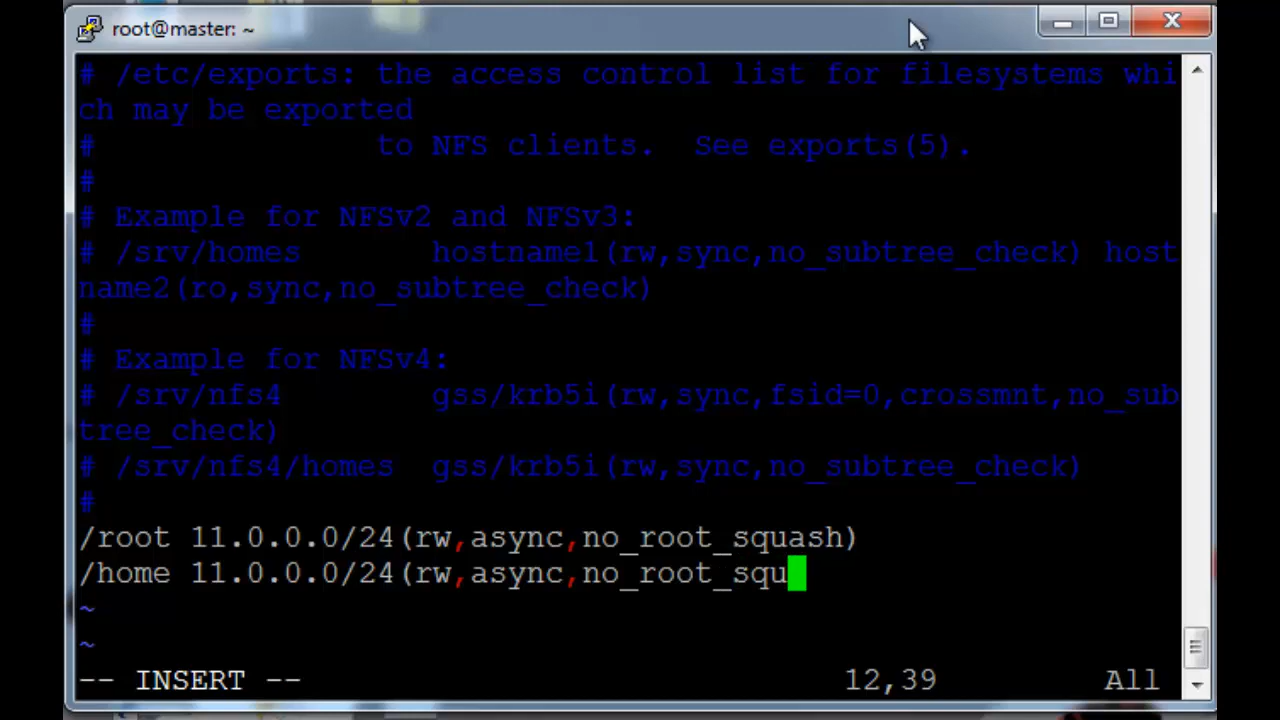 root@master: ~
# /etc/exports: the access control list for filesystems whi
ch may be exported
#               to NFS clients.  See exports(5).
#
# Example for NFSv2 and NFSv3:
# /srv/homes       hostname1(rw,sync,no_subtree_check) host
name2(ro,sync,no_subtree_check)
#
# Example for NFSv4:
# /srv/nfs4        gss/krb5i(rw,sync,fsid=0,crossmnt,no_sub
tree_check)
# /srv/nfs4/homes  gss/krb5i(rw,sync,no_subtree_check)
#
/root 11.0.0.0/24(rw,async,no_root_squash)
/home 11.0.0.0/24(rw,async,no_root_squ
~
~
-- INSERT --                             12,39         All